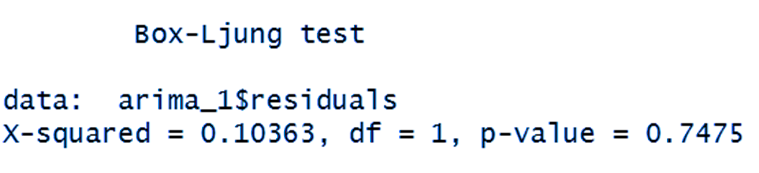 Box-Ljung test
data:  arima_1$residuals
X-squared = 0.10363, df = 1, p-value = 0.7475